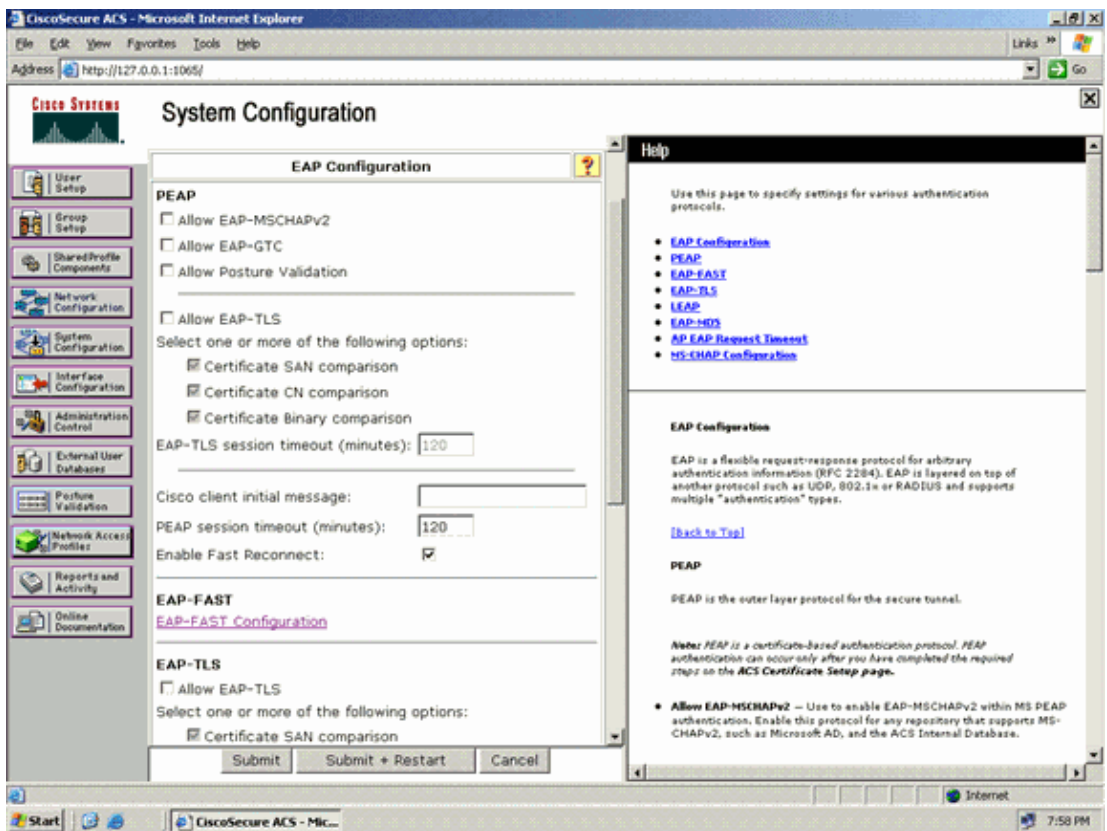 CiscoSecure ACS - Microsoft Internet Explorer
File Edit View Favorites Tools Help
Links »
Address http://127.0.0.1:1065/
Go
CISCO SYSTEMS
System Configuration
User Setup
Group Setup
Shared Profile Components
Network Configuration
System Configuration
Interface Configuration
Administration Control
External User Databases
Posture Validation
Network Access Profiles
Reports and Activity
Online Documentation
EAP Configuration
?
PEAP
Allow EAP-MSCHAPv2
Allow EAP-GTC
Allow Posture Validation
Allow EAP-TLS
Select one or more of the following options:
Certificate SAN comparison
Certificate CN comparison
Certificate Binary comparison
EAP-TLS session timeout (minutes): 120
Cisco client initial message:
PEAP session timeout (minutes): 120
Enable Fast Reconnect:
EAP-FAST
EAP-FAST Configuration
EAP-TLS
Allow EAP-TLS
Select one or more of the following options:
Certificate SAN comparison
Submit Submit + Restart Cancel
Help
Use this page to specify settings for various authentication
protocols.
EAP Configuration
PEAP
EAP-FAST
EAP-TLS
LEAP
EAP-MD5
AP EAP Request Timeout
MS-CHAP Configuration
EAP Configuration
EAP is a flexible request-response protocol for arbitrary
authentication information (RFC 2284). EAP is layered on top of
another protocol such as UDP, 802.1x or RADIUS and supports
multiple "authentication" types.
[Back to Top]
PEAP
PEAP is the outer layer protocol for the secure tunnel.
Note: PEAP is a certificate-based authentication protocol. PEAP
authentication can occur only after you have completed the required
steps on the ACS Certificate Setup page.
Allow EAP-MSCHAPv2 — Use to enable EAP-MSCHAPv2 within MS PEAP
authentication. Enable this protocol for any repository that supports MS-
CHAPv2, such as Microsoft AD, and the ACS Internal Database.
Internet
Start
CiscoSecure ACS - Mic...
7:58 PM